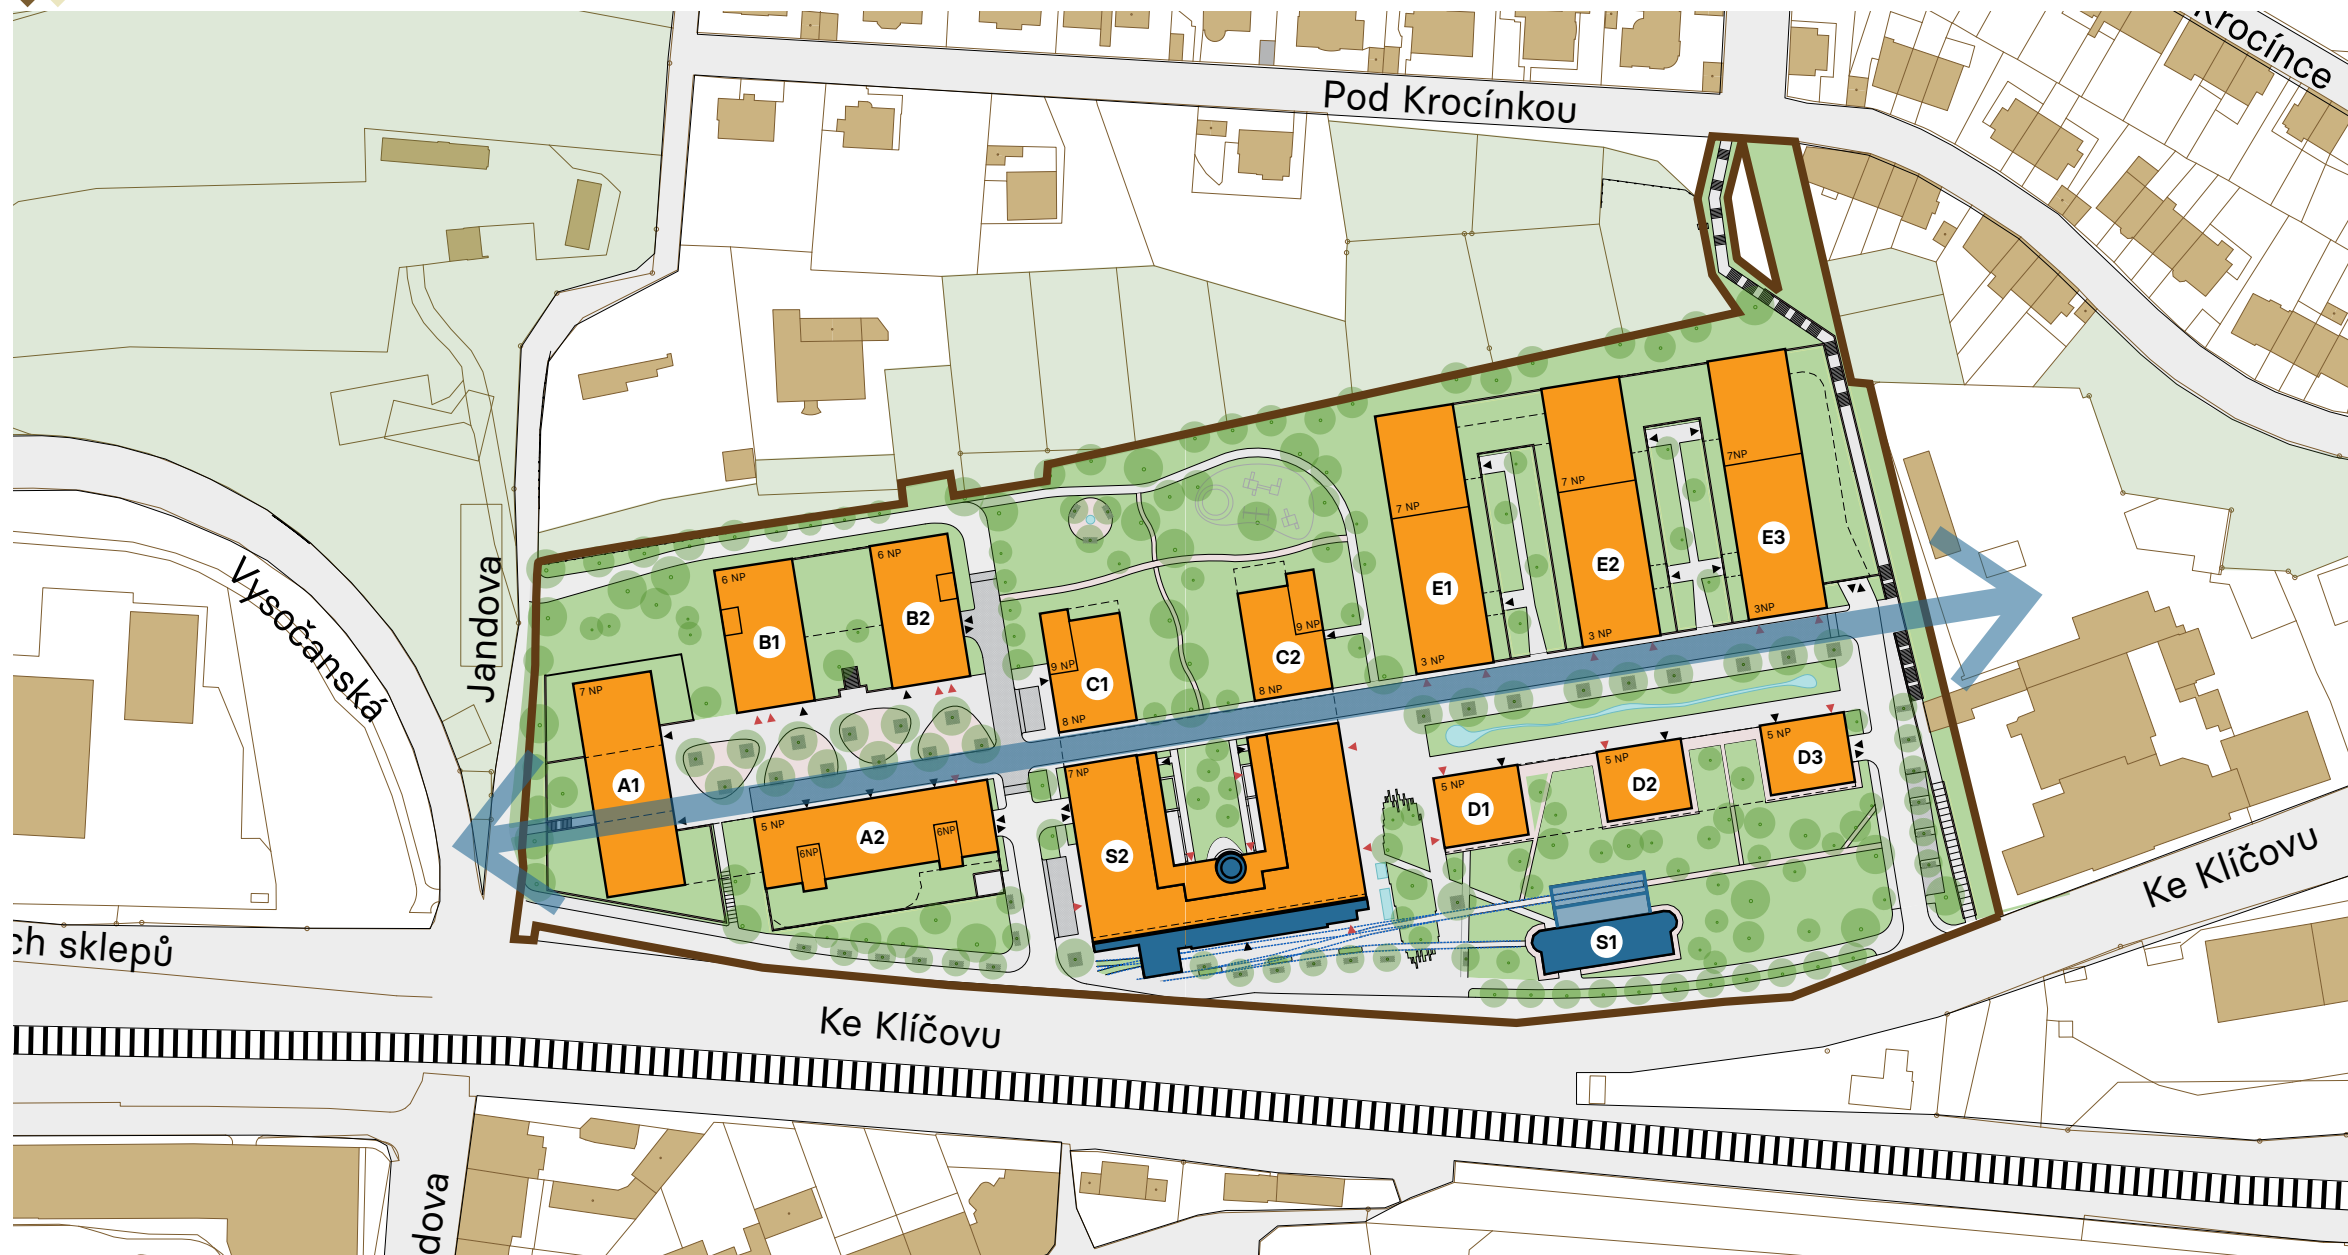 Krocínce
Pod Krocínkou
Vysočanská
Jandova
7 NP
7 NP
7NP
E1
E2
E3
3 NP
3 NP
3NP
6 NP
6 NP
B1
B2
9 NP
C1
8 NP
9 NP
C2
8 NP
7 NP
A1
5 NP
6NP
A2
6NP
7 NP
S2
5 NP
D1
5 NP
D2
5 NP
D3
S1
ch sklepů
Ke Klíčovu
Ke Klíčovu
dova